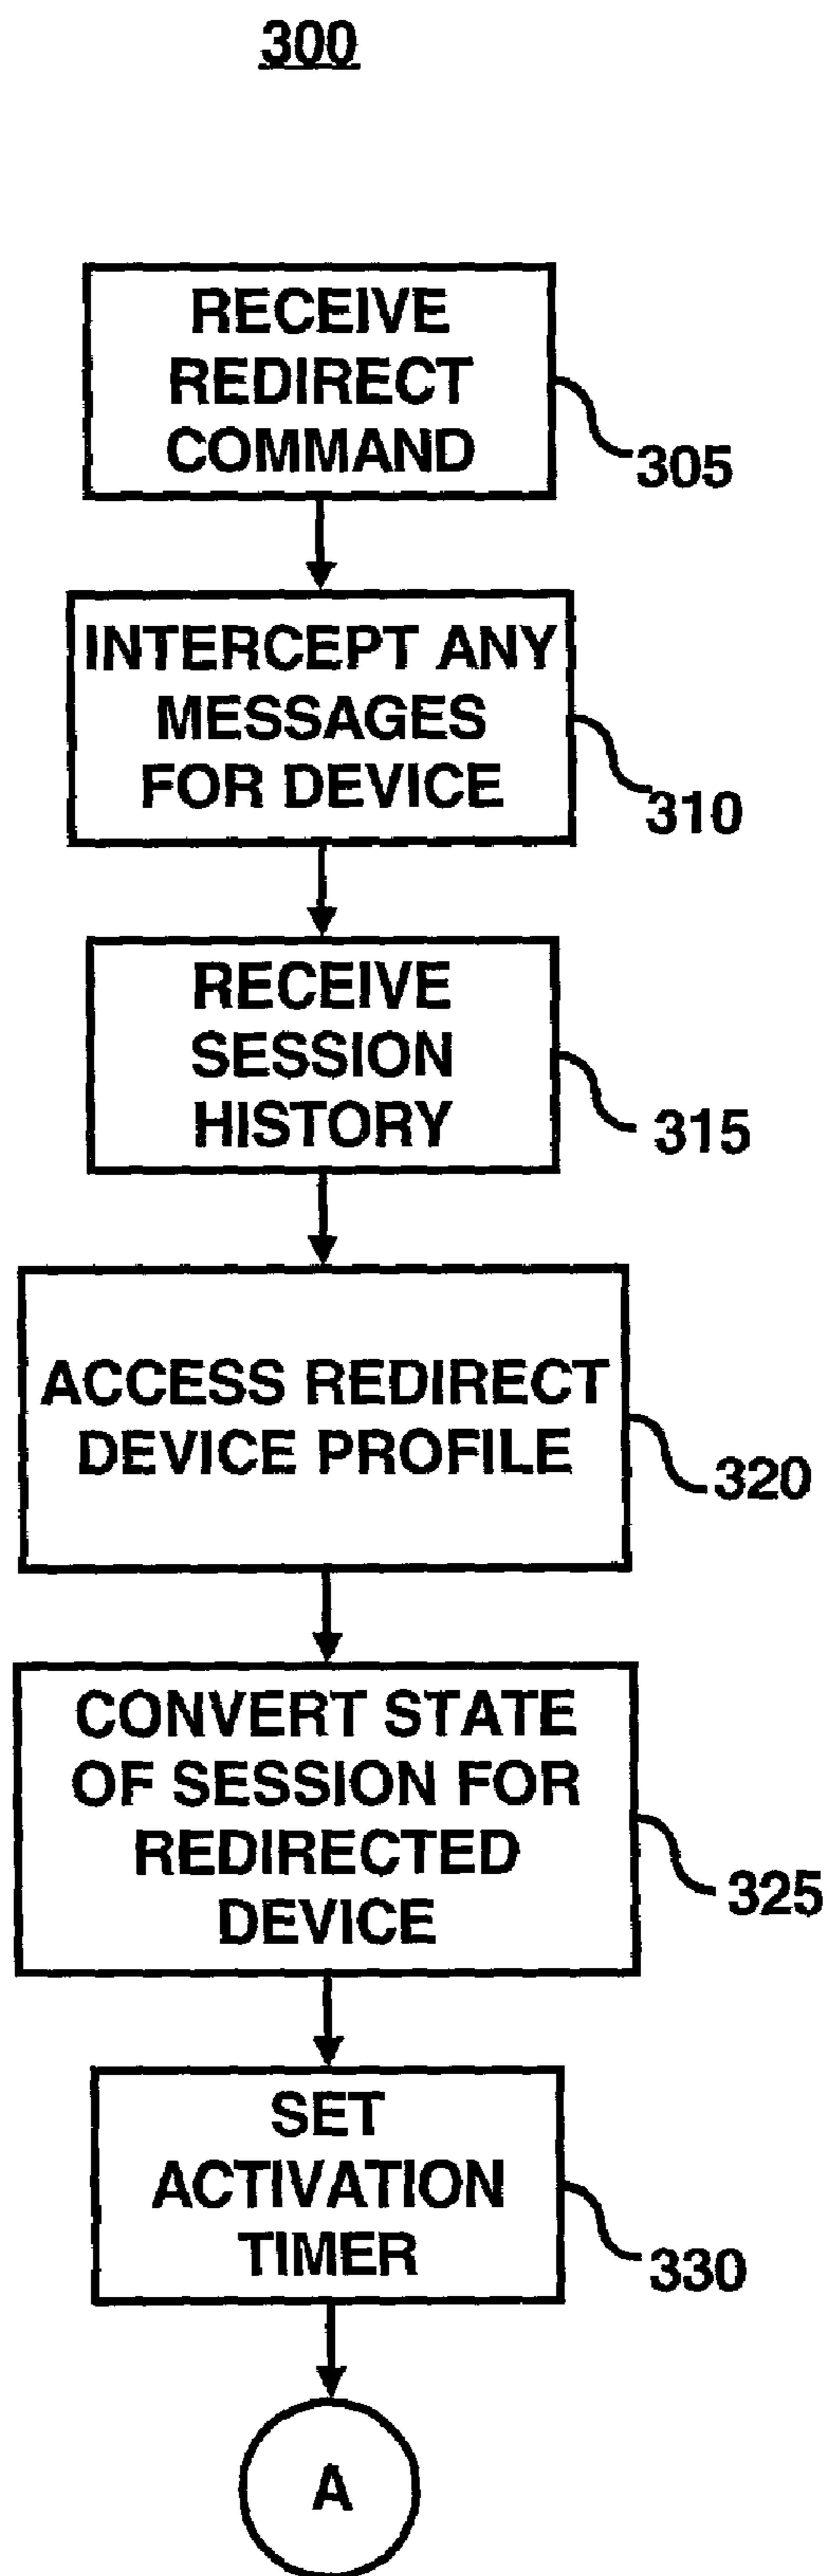 300
RECEIVE
REDIRECT
COMMAND
305
INTERCEPT ANY
MESSAGES
FOR DEVICE
310
RECEIVE
SESSION
HISTORY
315
ACCESS REDIRECT
DEVICE PROFILE
320
CONVERT STATE
OF SESSION FOR
REDIRECTED
DEVICE
325
SET
ACTIVATION
TIMER
330
A